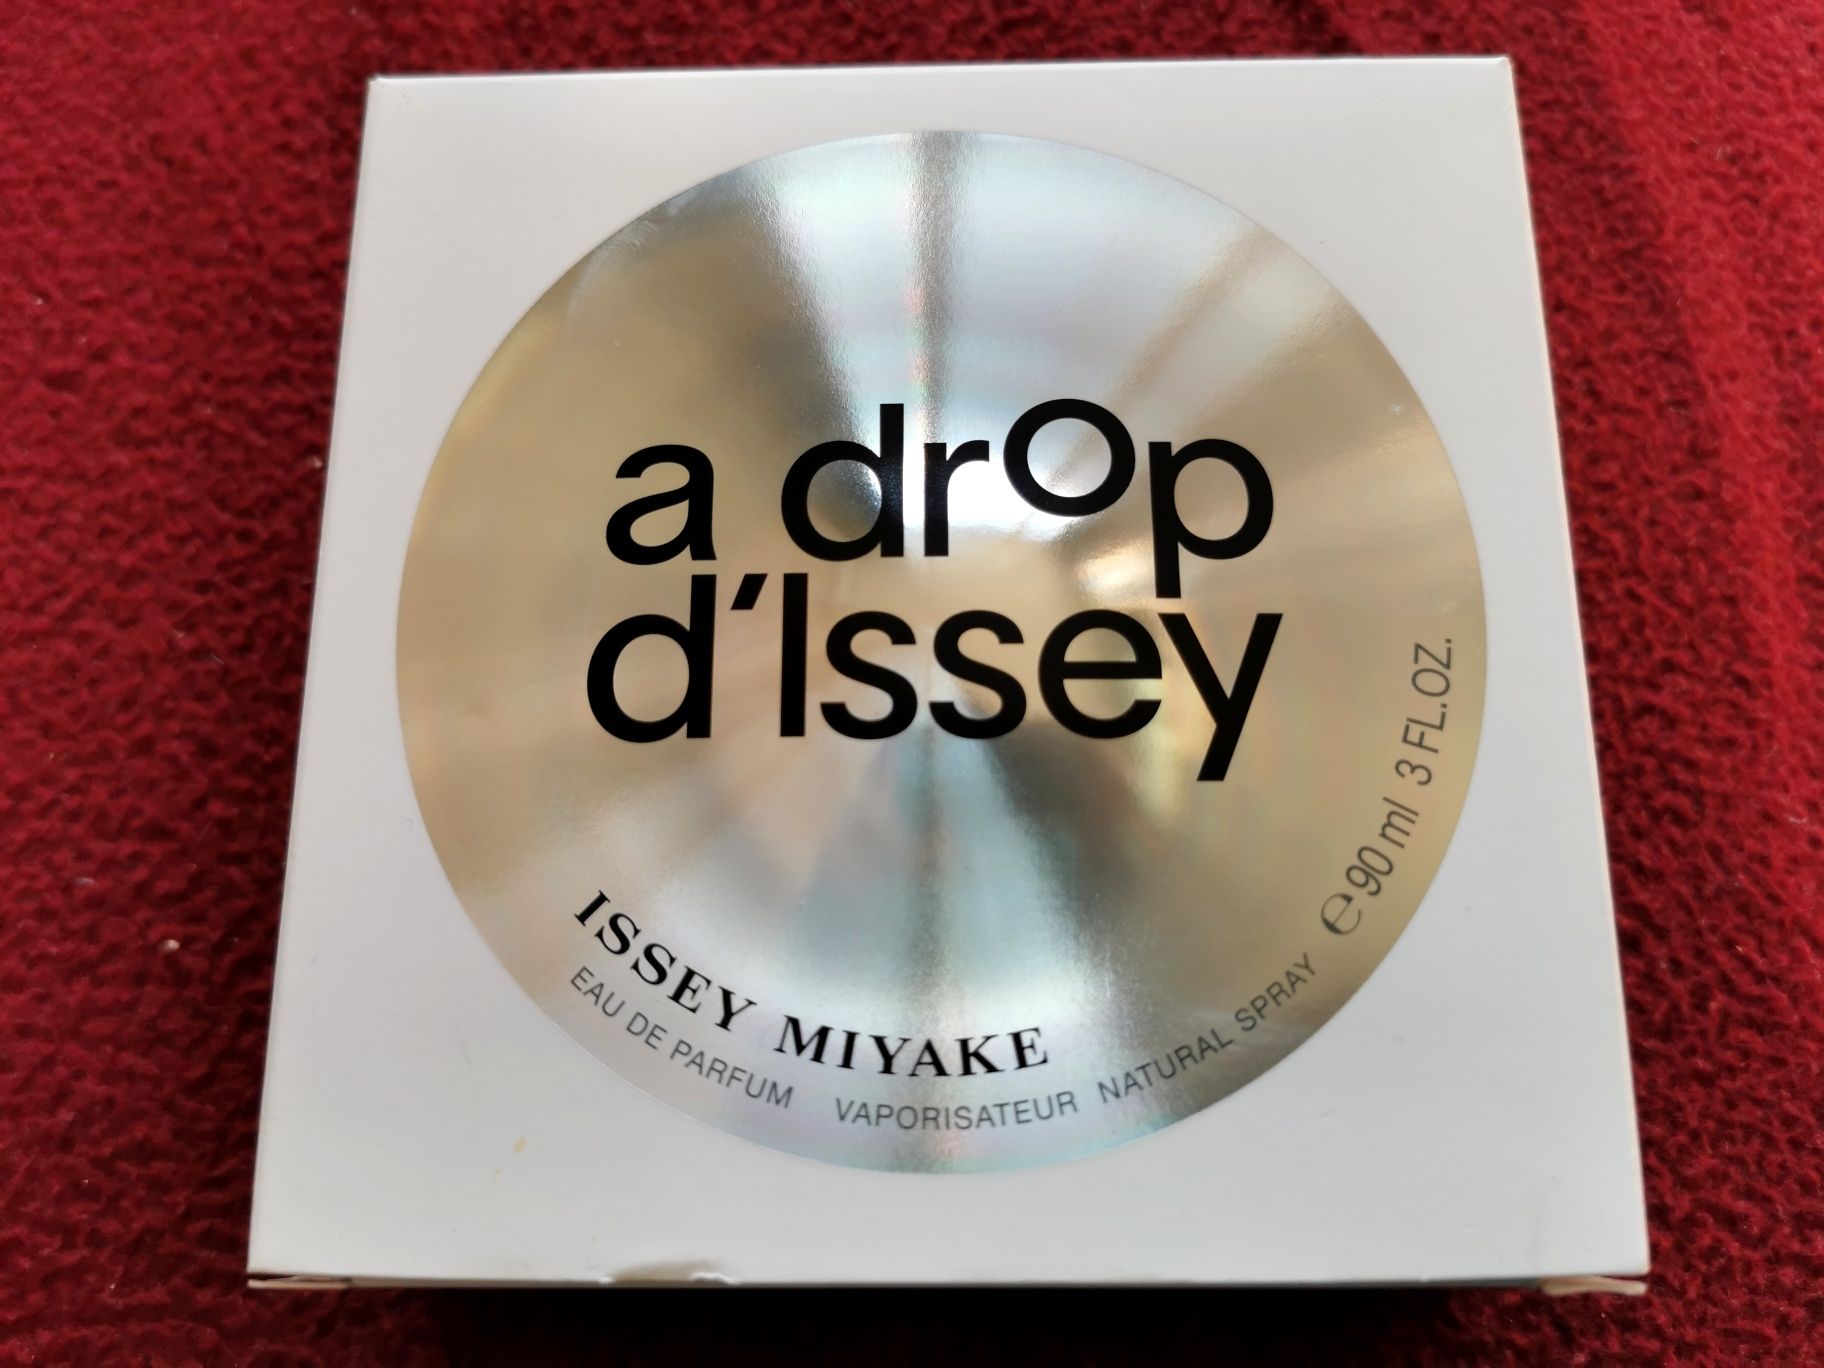 a drop
d'Issey
ISSEY MIYAKE
EAU DE PARFUM VAPORISATEUR NATURAL SPRAY ℮ 90 ml 3 FL.OZ.